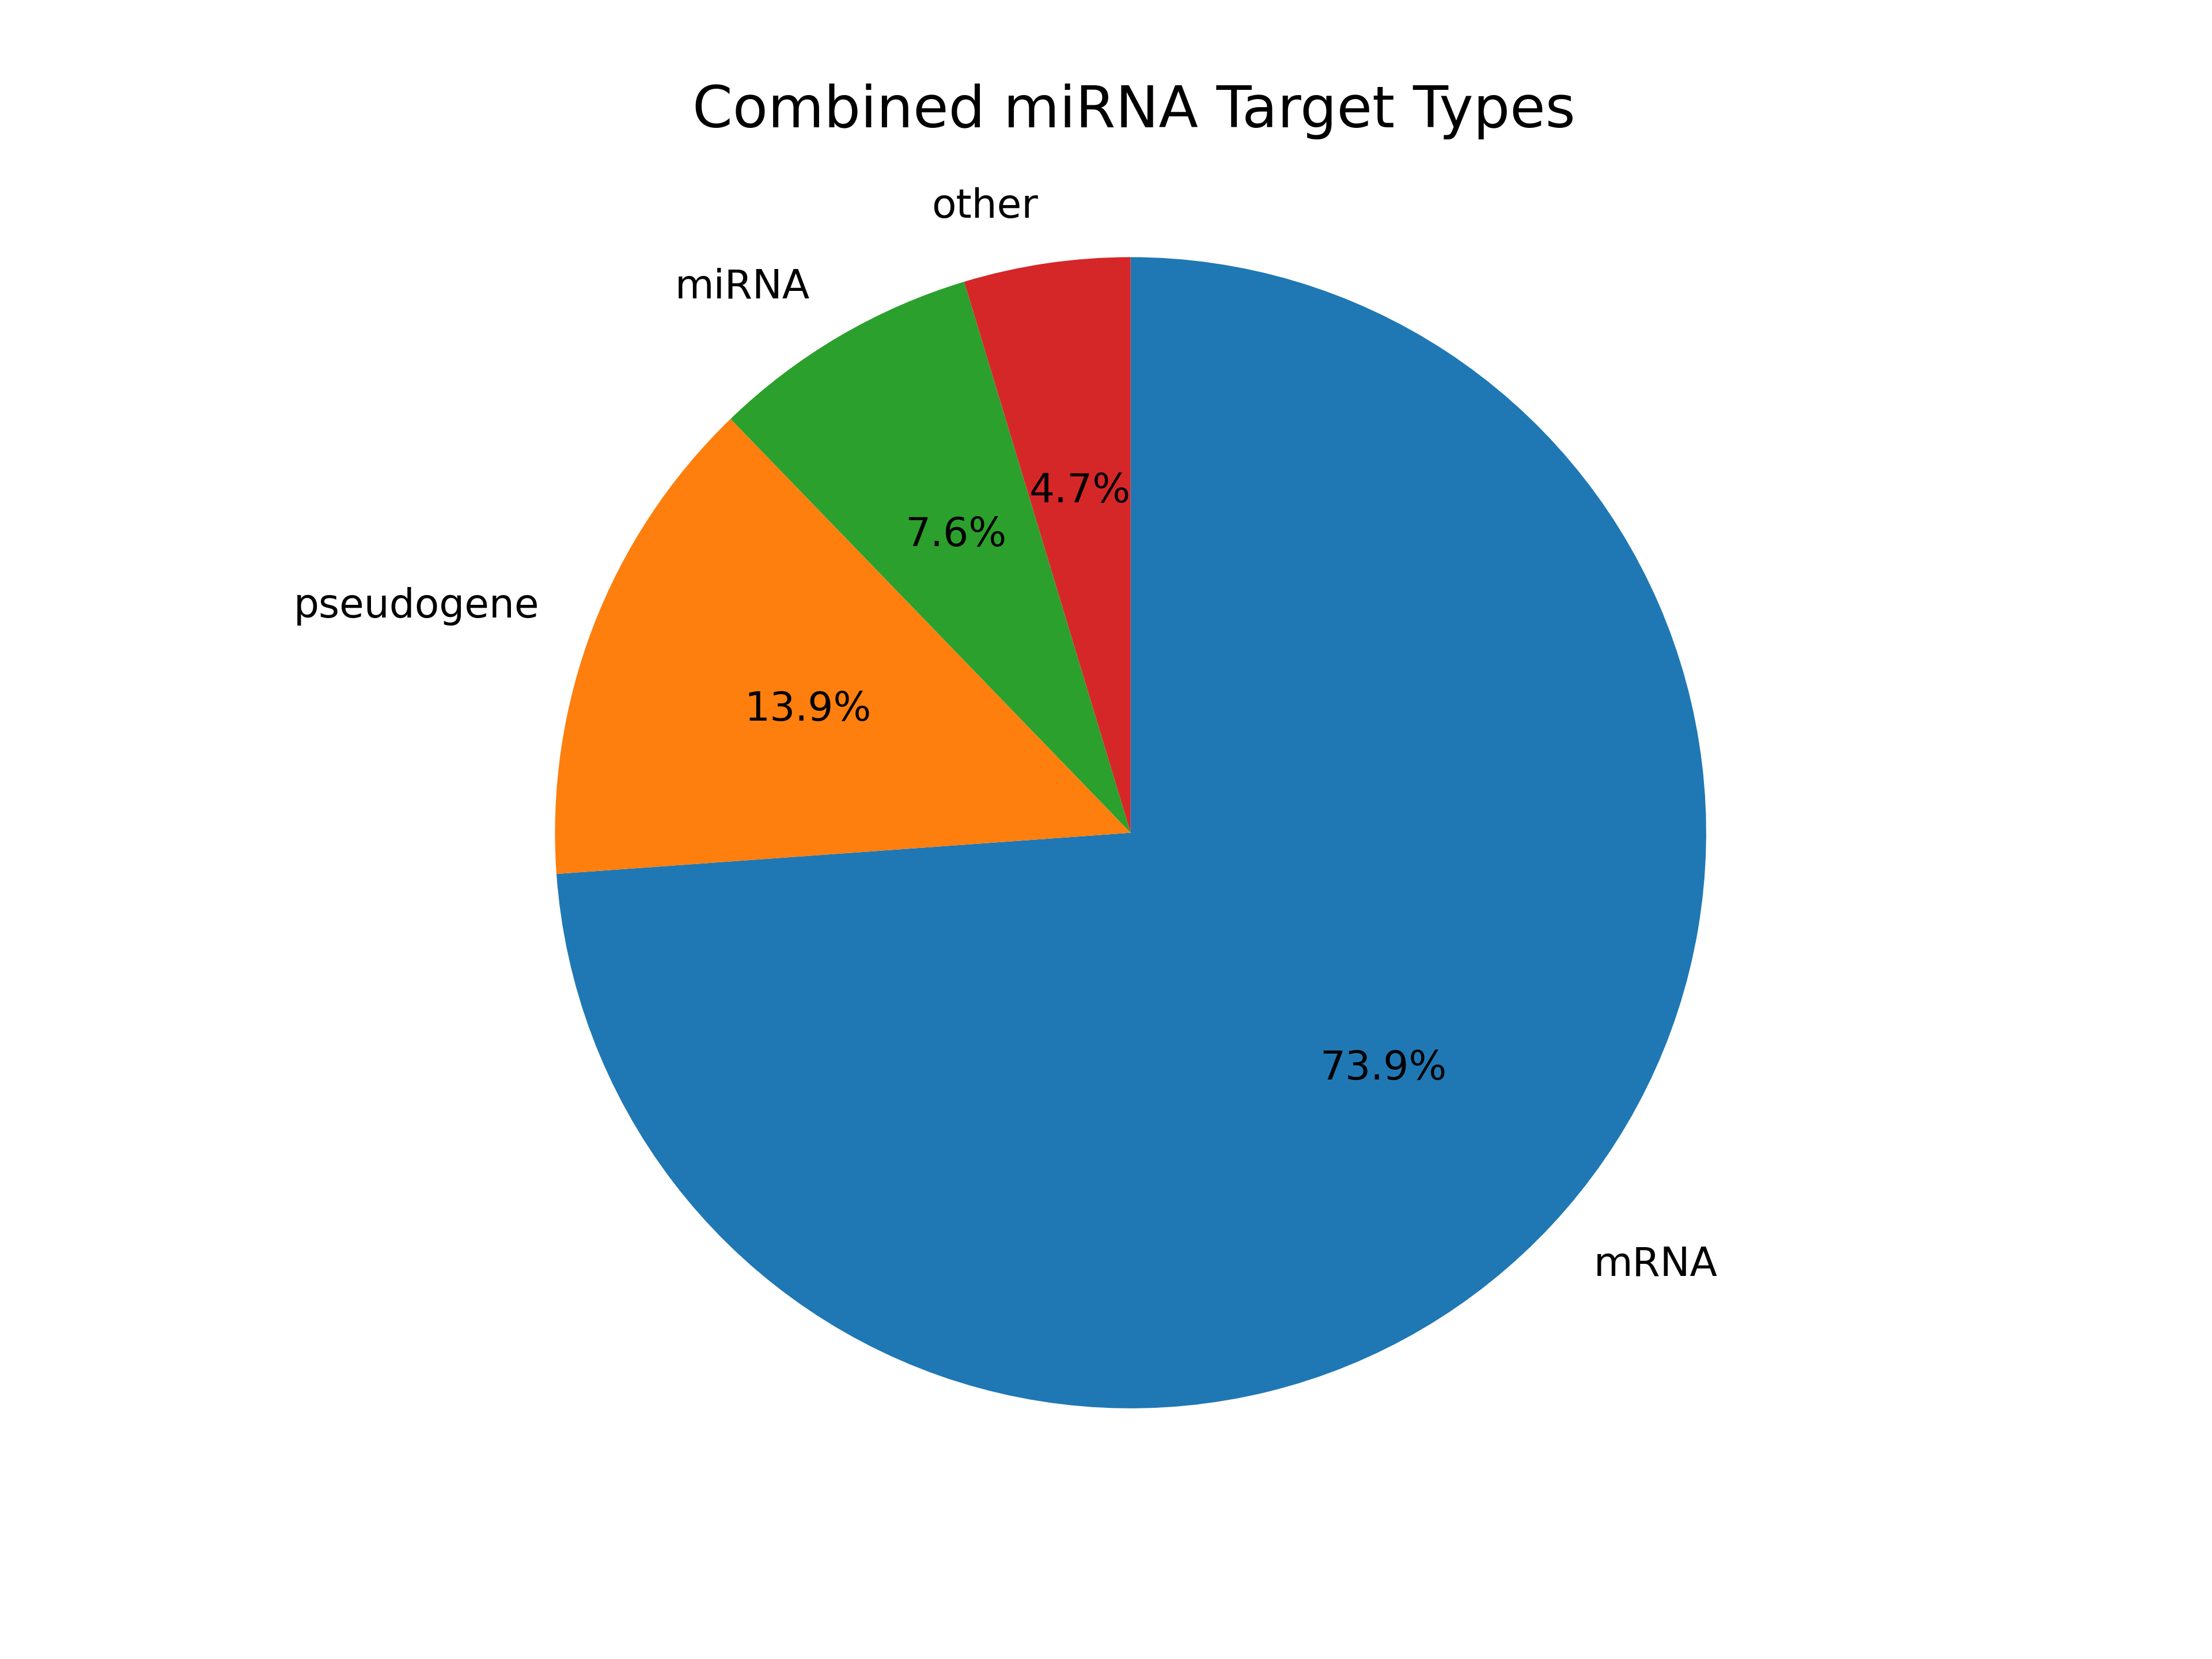 Combined miRNA Target Types
other
miRNA
4.7%
7.6%
pseudogene
13.9%
73.9%
mRNA